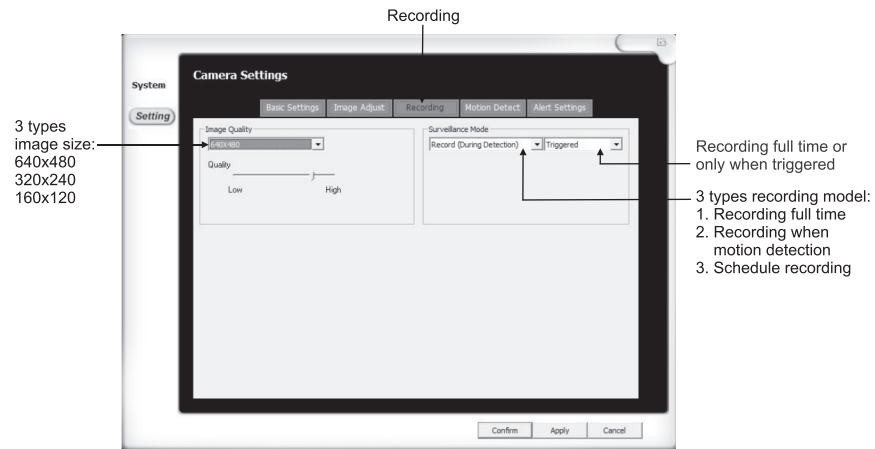 Recording
System
Setting
Camera Settings
Basic Settings
Image Adjust
Recording
Motion Detect
Alert Settings
3 types
image size:
640x480
320x240
160x120
Image Quality
640X480
Quality
Low
High
Surveillance Mode
Record (During Detection)
Triggered
Recording full time or
only when triggered
3 types recording model:
1. Recording full time
2. Recording when
motion detection
3. Schedule recording
Confirm
Apply
Cancel